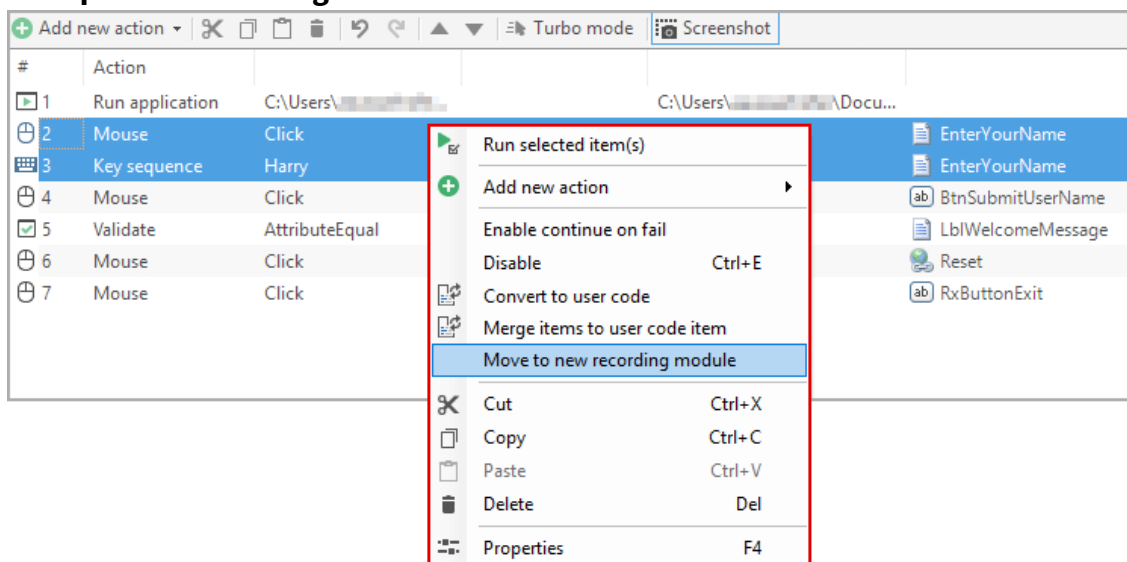 Add new action Turbo mode Screenshot
# Action
1 Run application C:\Users\ ... C:\Users\ \Docu...
2 Mouse Click EnterYourName
3 Key sequence Harry EnterYourName
4 Mouse Click ab BtnSubmitUserName
5 Validate AttributeEqual LblWelcomeMessage
6 Mouse Click Reset
7 Mouse Click ab RxButtonExit
Run selected item(s)
Add new action
Enable continue on fail
Disable Ctrl+E
Convert to user code
Merge items to user code item
Move to new recording module
Cut Ctrl+X
Copy Ctrl+C
Paste Ctrl+V
Delete Del
Properties F4